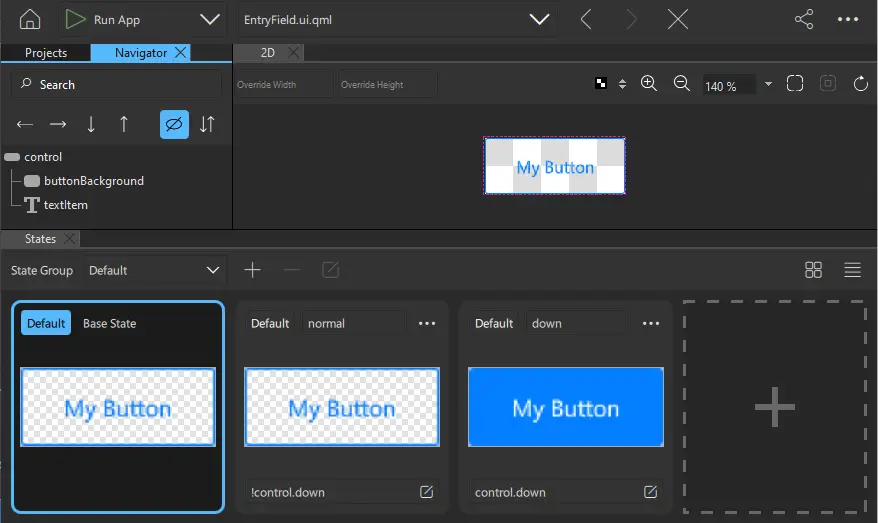 Run App
EntryField.ui.qml
Projects
Navigator
2D
Search
Override Width
Override Height
140 %
control
buttonBackground
textItem
My Button
States
State Group
Default
Default
Base State
Default
normal
Default
down
My Button
My Button
My Button
!control.down
control.down